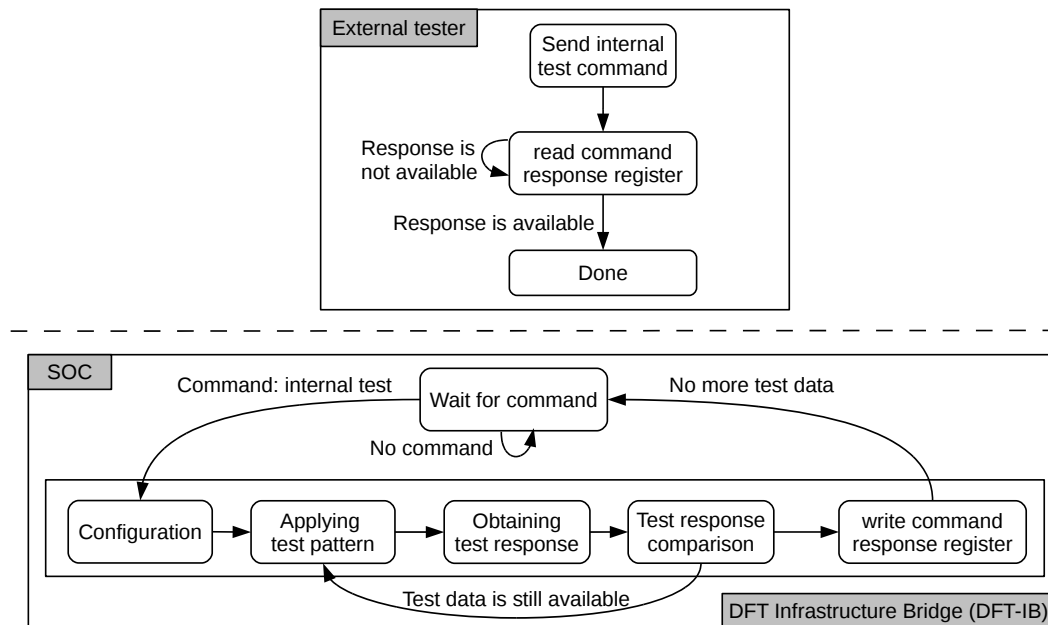 External tester
Send internal
test command
Response is
not available
read command
response register
Response is available
Done
SOC
Command: internal test
Wait for command
No more test data
No command
Configuration
Applying
test pattern
Obtaining
test response
Test response
comparison
write command
response register
Test data is still available
DFT Infrastructure Bridge (DFT-IB)